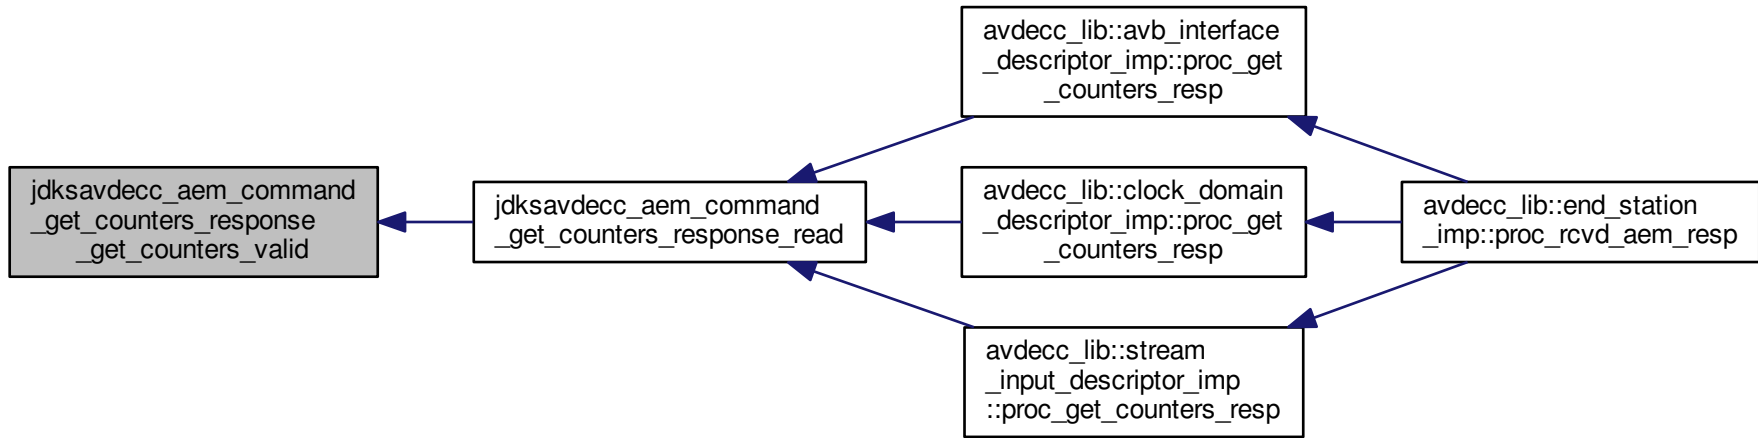 jdksavdecc_aem_command
_get_counters_response
_get_counters_valid
jdksavdecc_aem_command
_get_counters_response_read
avdecc_lib::avb_interface
_descriptor_imp::proc_get
_counters_resp
avdecc_lib::clock_domain
_descriptor_imp::proc_get
_counters_resp
avdecc_lib::stream
_input_descriptor_imp
::proc_get_counters_resp
avdecc_lib::end_station
_imp::proc_rcvd_aem_resp